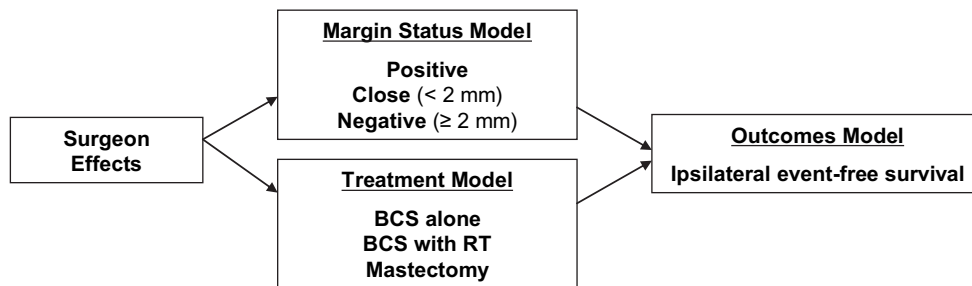 Surgeon
Effects
Margin Status Model
Positive
Close (< 2 mm)
Negative (≥ 2 mm)
Treatment Model
BCS alone
BCS with RT
Mastectomy
Outcomes Model
Ipsilateral event-free survival